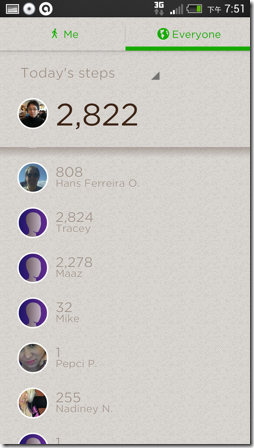 3G
下午 7:51
Me
Everyone
Today's steps
2,822
808
Hans Ferreira O.
2,824
Tracey
2,278
Maaz
32
Mike
1
Pepci P
255
Nadiney N.
1